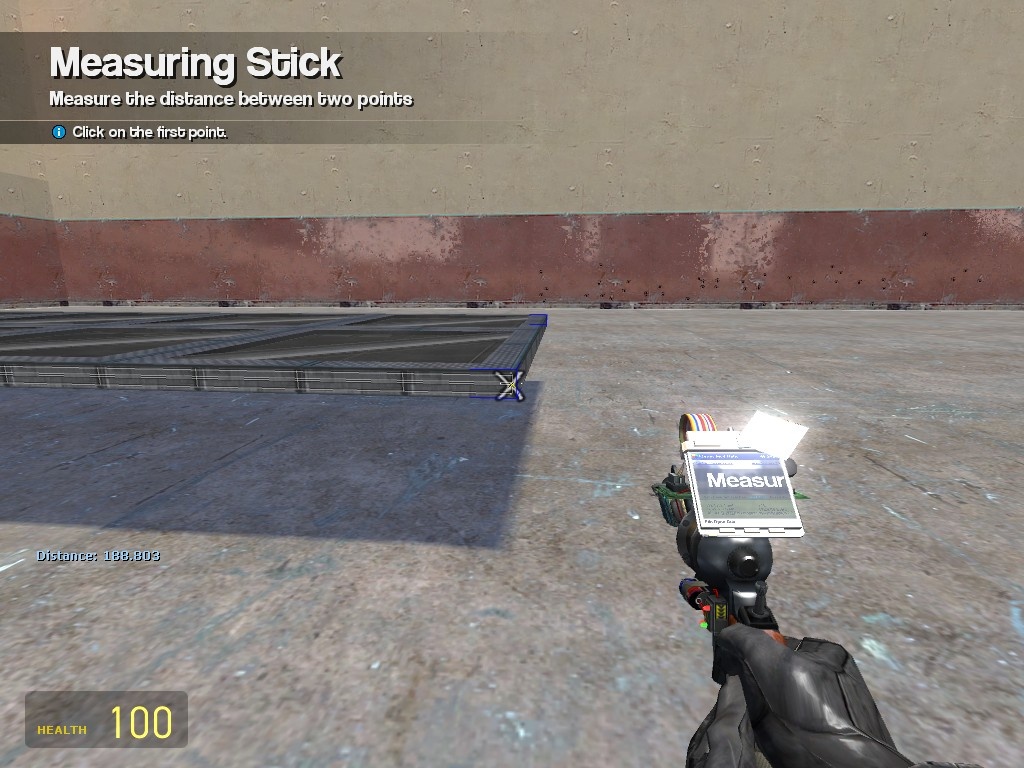 Measuring Stick
Measure the distance between two points
Click on the first point.
Measur
Distance: 188.803
HEALTH 100